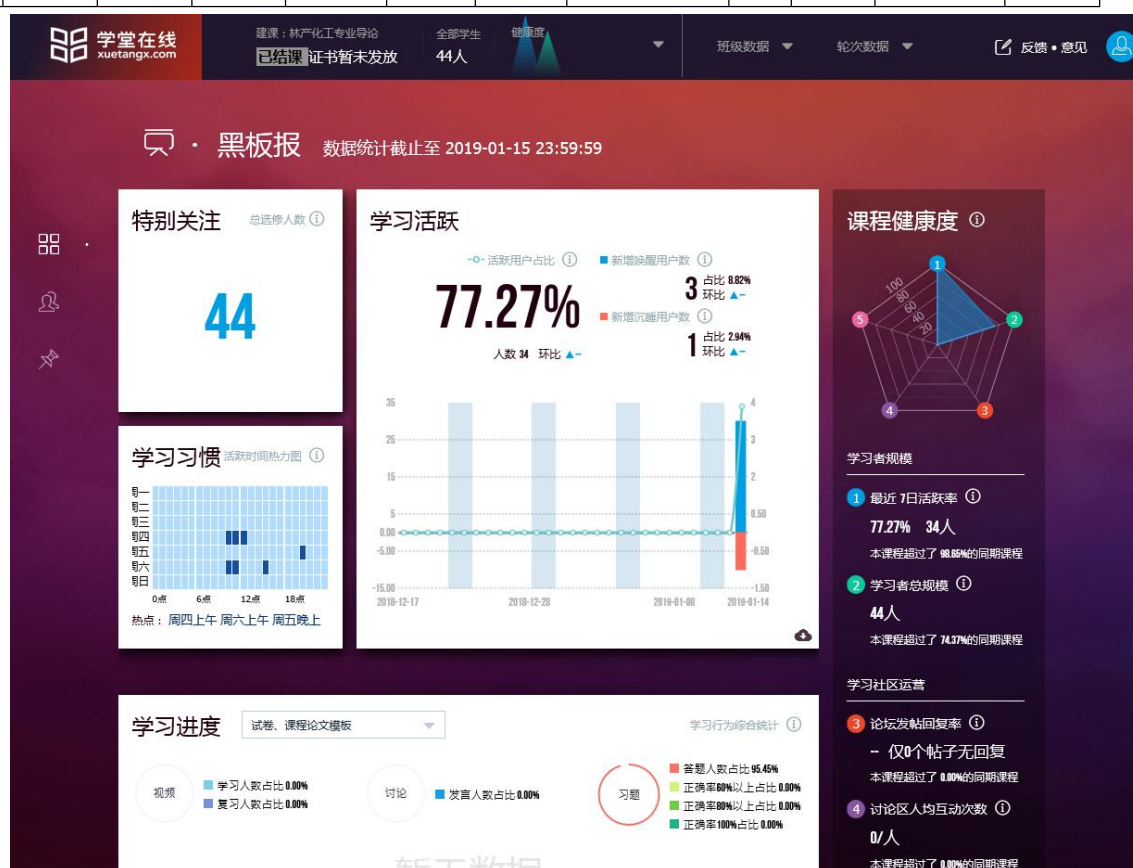 学堂在线
xuetangx.com
建课：林产化工专业导论
已结课 证书暂未发放
全部学生
44人
健康度
班级数据
轮次数据
反馈•意见
黑板报 数据统计截止至 2019-01-15 23:59:59
特别关注 总选修人数
44
学习活跃
活跃用户占比
77.27%
人数 34 环比 ▲–
新增唤醒用户数
3 占比 8.82%
环比 ▲–
新增沉睡用户数
1 占比 2.94%
环比 ▲–
35
25
15
5
0.00
-5.00
-15.00
4
3
2
0.50
-0.50
-1.50
2018-12-17
2018-12-28
2019-01-08
2019-01-14
学习习惯 活跃时间热力图
周一
周二
周三
周四
周五
周六
周日
0点 6点 12点 18点
热点： 周四上午 周六上午 周五晚上
课程健康度
1
2
3
4
5
100
80
60
40
20
学习者规模
1 最近 7日活跃率
77.27% 34人
本课程超过了 98.65%的同期课程
2 学习者总规模
44人
本课程超过了 74.37%的同期课程
学习社区运营
3 论坛发帖回复率
– 仅0个帖子无回复
本课程超过了 0.00%的同期课程
4 讨论区人均互动次数
0/人
本课程超过了 0.00%的同期课程
学习进度 试卷、课程论文模板 学习行为综合统计
视频
学习人数占比 0.00%
复习人数占比 0.00%
讨论
发言人数占比 0.00%
习题
答题人数占比 95.45%
正确率60%以上占比 0.00%
正确率80%以上占比 0.00%
正确率100%占比 0.00%
暂无数据